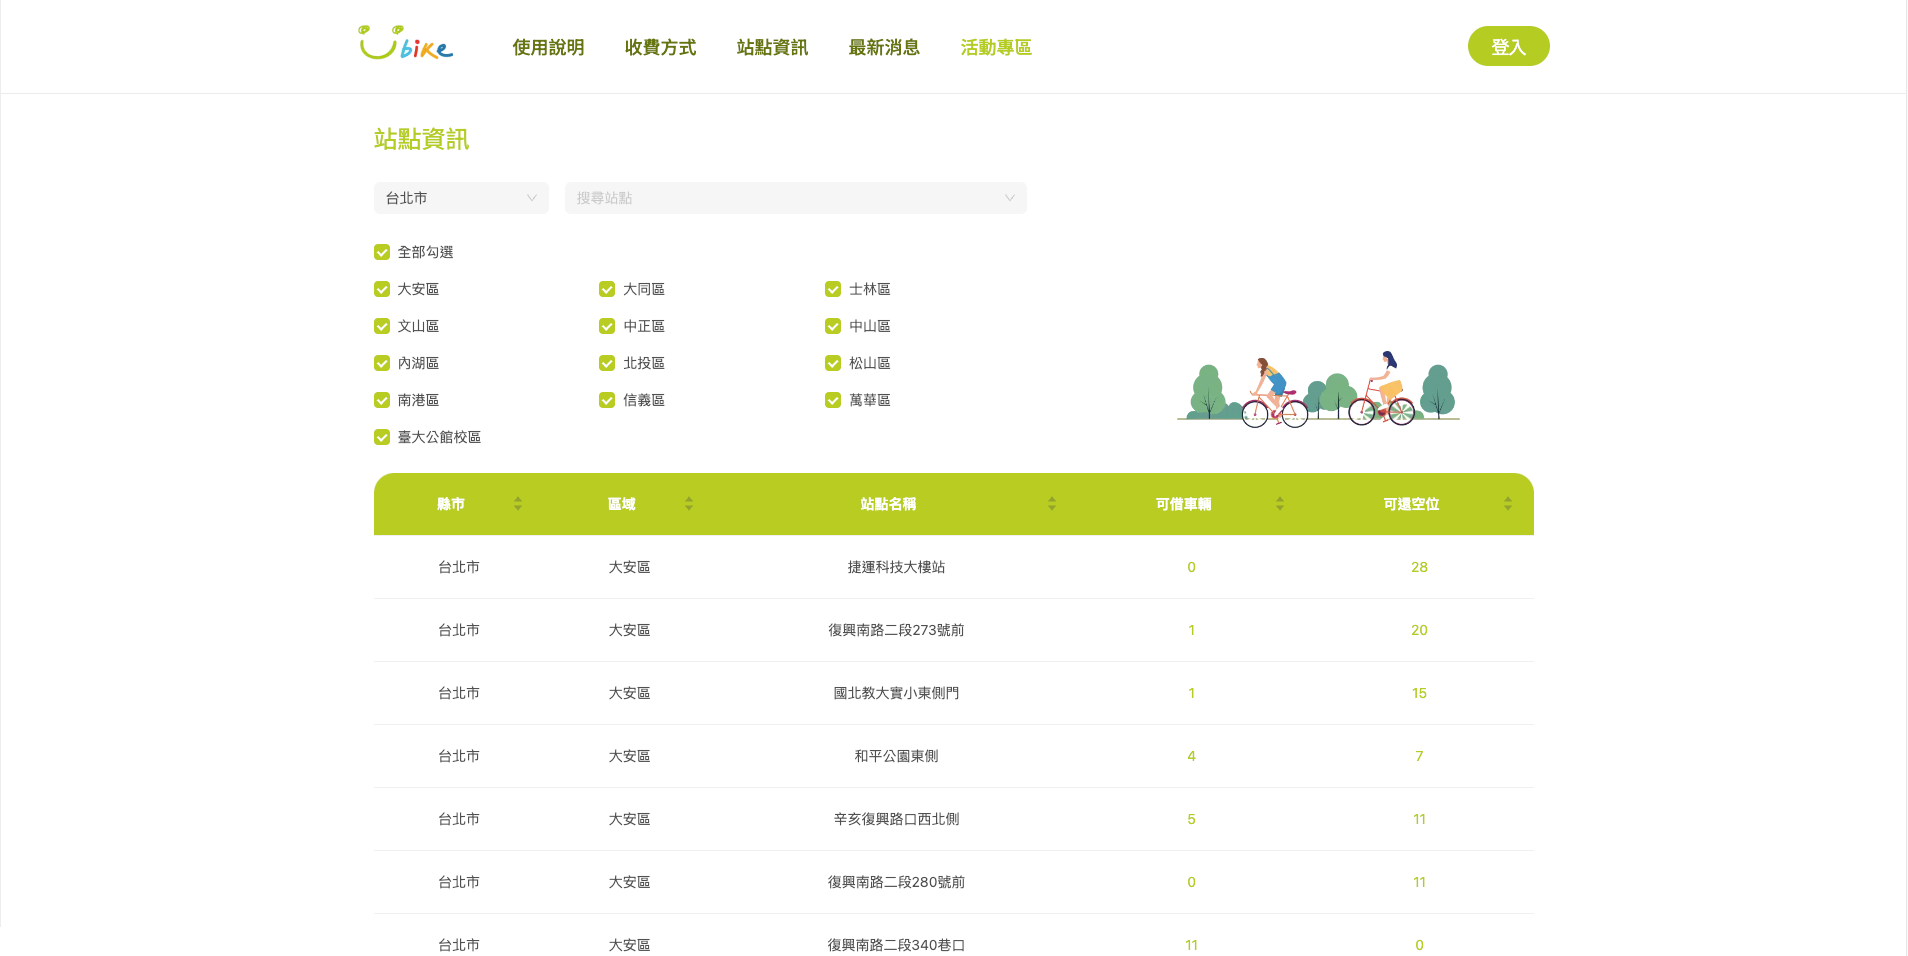 Ubike 使用說明 收費方式 站點資訊 最新消息 活動專區 登入
站點資訊
台北市 搜尋站點
全部勾選
大安區 大同區 士林區
文山區 中正區 中山區
內湖區 北投區 松山區
南港區 信義區 萬華區
臺大公館校區
縣市 區域 站點名稱 可借車輛 可還空位
台北市 大安區 捷運科技大樓站 0 28
台北市 大安區 復興南路二段273號前 1 20
台北市 大安區 國北教大實小東側門 1 15
台北市 大安區 和平公園東側 4 7
台北市 大安區 辛亥復興路口西北側 5 11
台北市 大安區 復興南路二段280號前 0 11
台北市 大安區 復興南路二段340巷口 11 0